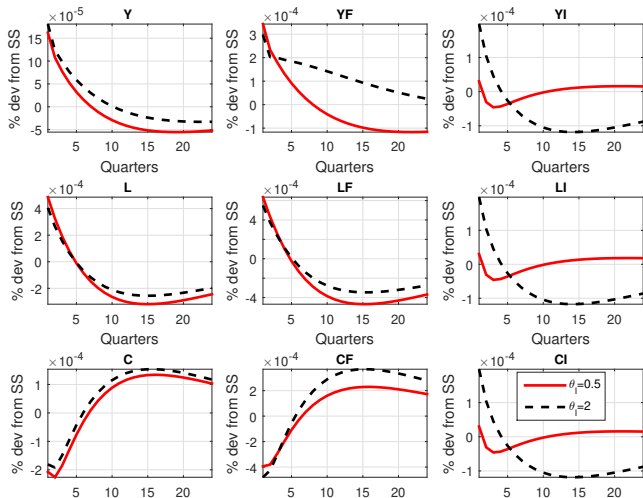 ×10⁻⁵ Y
% dev from SS
15
10
5
0
-5
5 10 15 20
Quarters
×10⁻⁴ YF
% dev from SS
3
2
1
0
-1
5 10 15 20
Quarters
×10⁻⁴ YI
% dev from SS
1
0
-1
5 10 15 20
Quarters
×10⁻⁴ L
% dev from SS
4
2
0
-2
5 10 15 20
Quarters
×10⁻⁴ LF
% dev from SS
4
2
0
-2
-4
5 10 15 20
Quarters
×10⁻⁴ LI
% dev from SS
1
0
-1
5 10 15 20
Quarters
×10⁻⁴ C
% dev from SS
1
0
-1
-2
5 10 15 20
×10⁻⁴ CF
% dev from SS
2
0
-2
-4
5 10 15 20
×10⁻⁴ CI
% dev from SS
1
0
-1
5 10 15 20
θₗ=0.5
θₗ=2